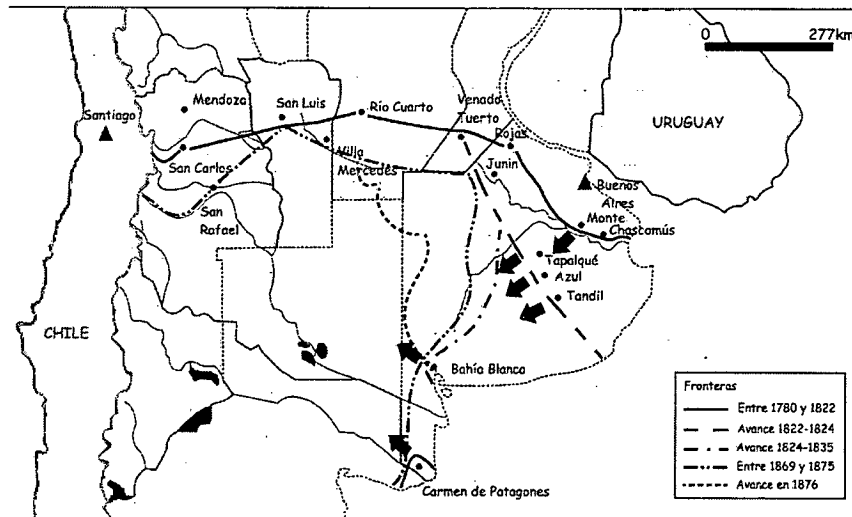 0 277km
Mendoza
San Luis
Río Cuarto
Venado
Tuerto
Santiago
Rojas
URUGUAY
San Carlos
Villa
Mercedes
Junín
Buenos
Aires
San
Rafael
Monte
Chascomús
Tapalqué
Azul
Tandil
CHILE
Bahía Blanca
Carmen de Patagones
Fronteras
Entre 1780 y 1822
Avance 1822-1824
Avance 1824-1835
Entre 1869 y 1875
Avance en 1876